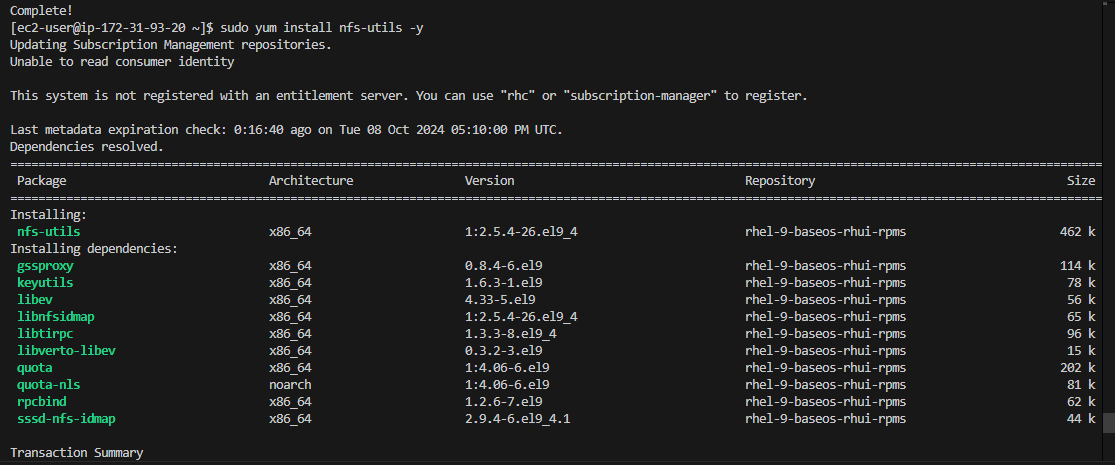 Complete!
[ec2-user@ip-172-31-93-20 ~]$ sudo yum install nfs-utils -y
Updating Subscription Management repositories.
Unable to read consumer identity
This system is not registered with an entitlement server. You can use "rhc" or "subscription-manager" to register.
Last metadata expiration check: 0:16:40 ago on Tue 08 Oct 2024 05:10:00 PM UTC.
Dependencies resolved.
Package Architecture Version Repository Size
Installing:
nfs-utils x86_64 1:2.5.4-26.el9_4 rhel-9-baseos-rhui-rpms 462 k
Installing dependencies:
gssproxy x86_64 0.8.4-6.el9 rhel-9-baseos-rhui-rpms 114 k
keyutils x86_64 1.6.3-1.el9 rhel-9-baseos-rhui-rpms 78 k
libev x86_64 4.33-5.el9 rhel-9-baseos-rhui-rpms 56 k
libnfsidmap x86_64 1:2.5.4-26.el9_4 rhel-9-baseos-rhui-rpms 65 k
libtirpc x86_64 1.3.3-8.el9_4 rhel-9-baseos-rhui-rpms 96 k
libverto-libev x86_64 0.3.2-3.el9 rhel-9-baseos-rhui-rpms 15 k
quota x86_64 1:4.06-6.el9 rhel-9-baseos-rhui-rpms 202 k
quota-nls noarch 1:4.06-6.el9 rhel-9-baseos-rhui-rpms 81 k
rpcbind x86_64 1.2.6-7.el9 rhel-9-baseos-rhui-rpms 62 k
sssd-nfs-idmap x86_64 2.9.4-6.el9_4.1 rhel-9-baseos-rhui-rpms 44 k
Transaction Summary